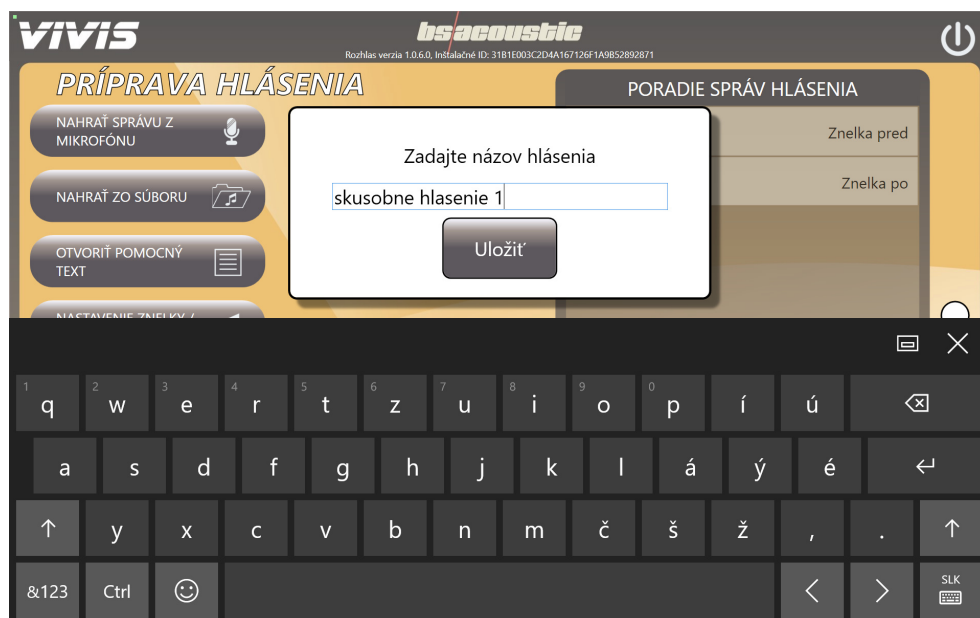 VIVIS
bsacoustic
Rozhlas verzia 1.0.6.0, Inštalačné ID: 31B1E003C2D4A167126F1A9B52892871
PRÍPRAVA HLÁSENIA
NAHRAŤ SPRÁVU Z
MIKROFÓNU
NAHRAŤ ZO SÚBORU
OTVORIŤ POMOCNÝ
TEXT
NASTAVENIE ZNELKY /
Zadajte názov hlásenia
skusobne hlasenie 1
Uložiť
PORADIE SPRÁV HLÁSENIA
Znelka pred
Znelka po
1 q 2 w 3 e 4 r 5 t 6 z 7 u 8 i 9 o 0 p í ú
a s d f g h j k l á ý é
y x c v b n m č š ž , .
&123 Ctrl < > SLK